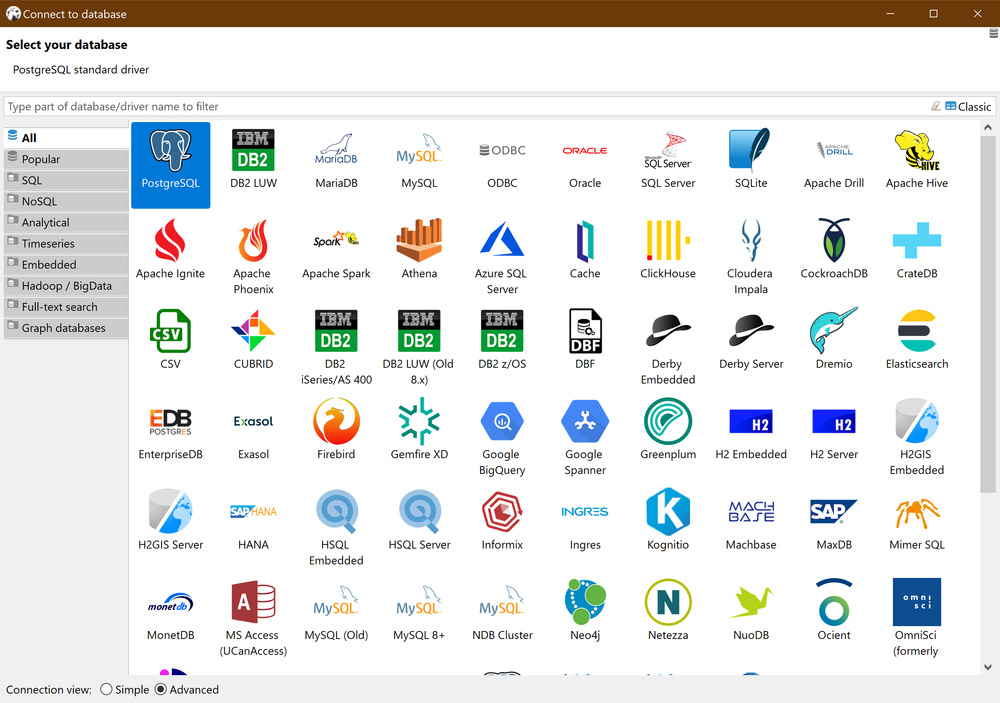 Connect to database
Select your database
PostgreSQL standard driver
Type part of database/driver name to filter
Classic
All
Popular
SQL
NoSQL
Analytical
Timeseries
Embedded
Hadoop / BigData
Full-text search
Graph databases
IBM
DB2
MariaDB
MySQL
ODBC
ORACLE
Microsoft
SQL Server
APACHE
DRILL
HIVE
PostgreSQL
DB2 LUW
MariaDB
MySQL
ODBC
Oracle
SQL Server
SQLite
Apache Drill
Apache Hive
Spark
HIVE
Apache Ignite
Apache
Phoenix
Apache Spark
Athena
Azure SQL
Server
Cache
ClickHouse
Cloudera
Impala
CockroachDB
CrateDB
CSV
IBM
DB2
IBM
DB2
IBM
DB2
DBF
CSV
CUBRID
DB2
iSeries/AS 400
DB2 LUW (Old
8.x)
DB2 z/OS
DBF
Derby
Embedded
Derby Server
Dremio
Elasticsearch
EDB
POSTGRES
Exasol
H2
H2
EnterpriseDB
Exasol
Firebird
Gemfire XD
Google
BigQuery
Google
Spanner
Greenplum
H2 Embedded
H2 Server
H2GIS
Embedded
SAP HANA
INGRES
K
MACH
BASE
SAP
H2GIS Server
HANA
HSQL
Embedded
HSQL Server
Informix
Ingres
Kognitio
Machbase
MaxDB
Mimer SQL
monetdb
A
MySQL
MySQL
MySQL
N
omni
sci
MonetDB
MS Access
(UCanAccess)
MySQL (Old)
MySQL 8+
NDB Cluster
Neo4j
Netezza
NuoDB
Ocient
OmniSci
(formerly
Connection view:
Simple
Advanced